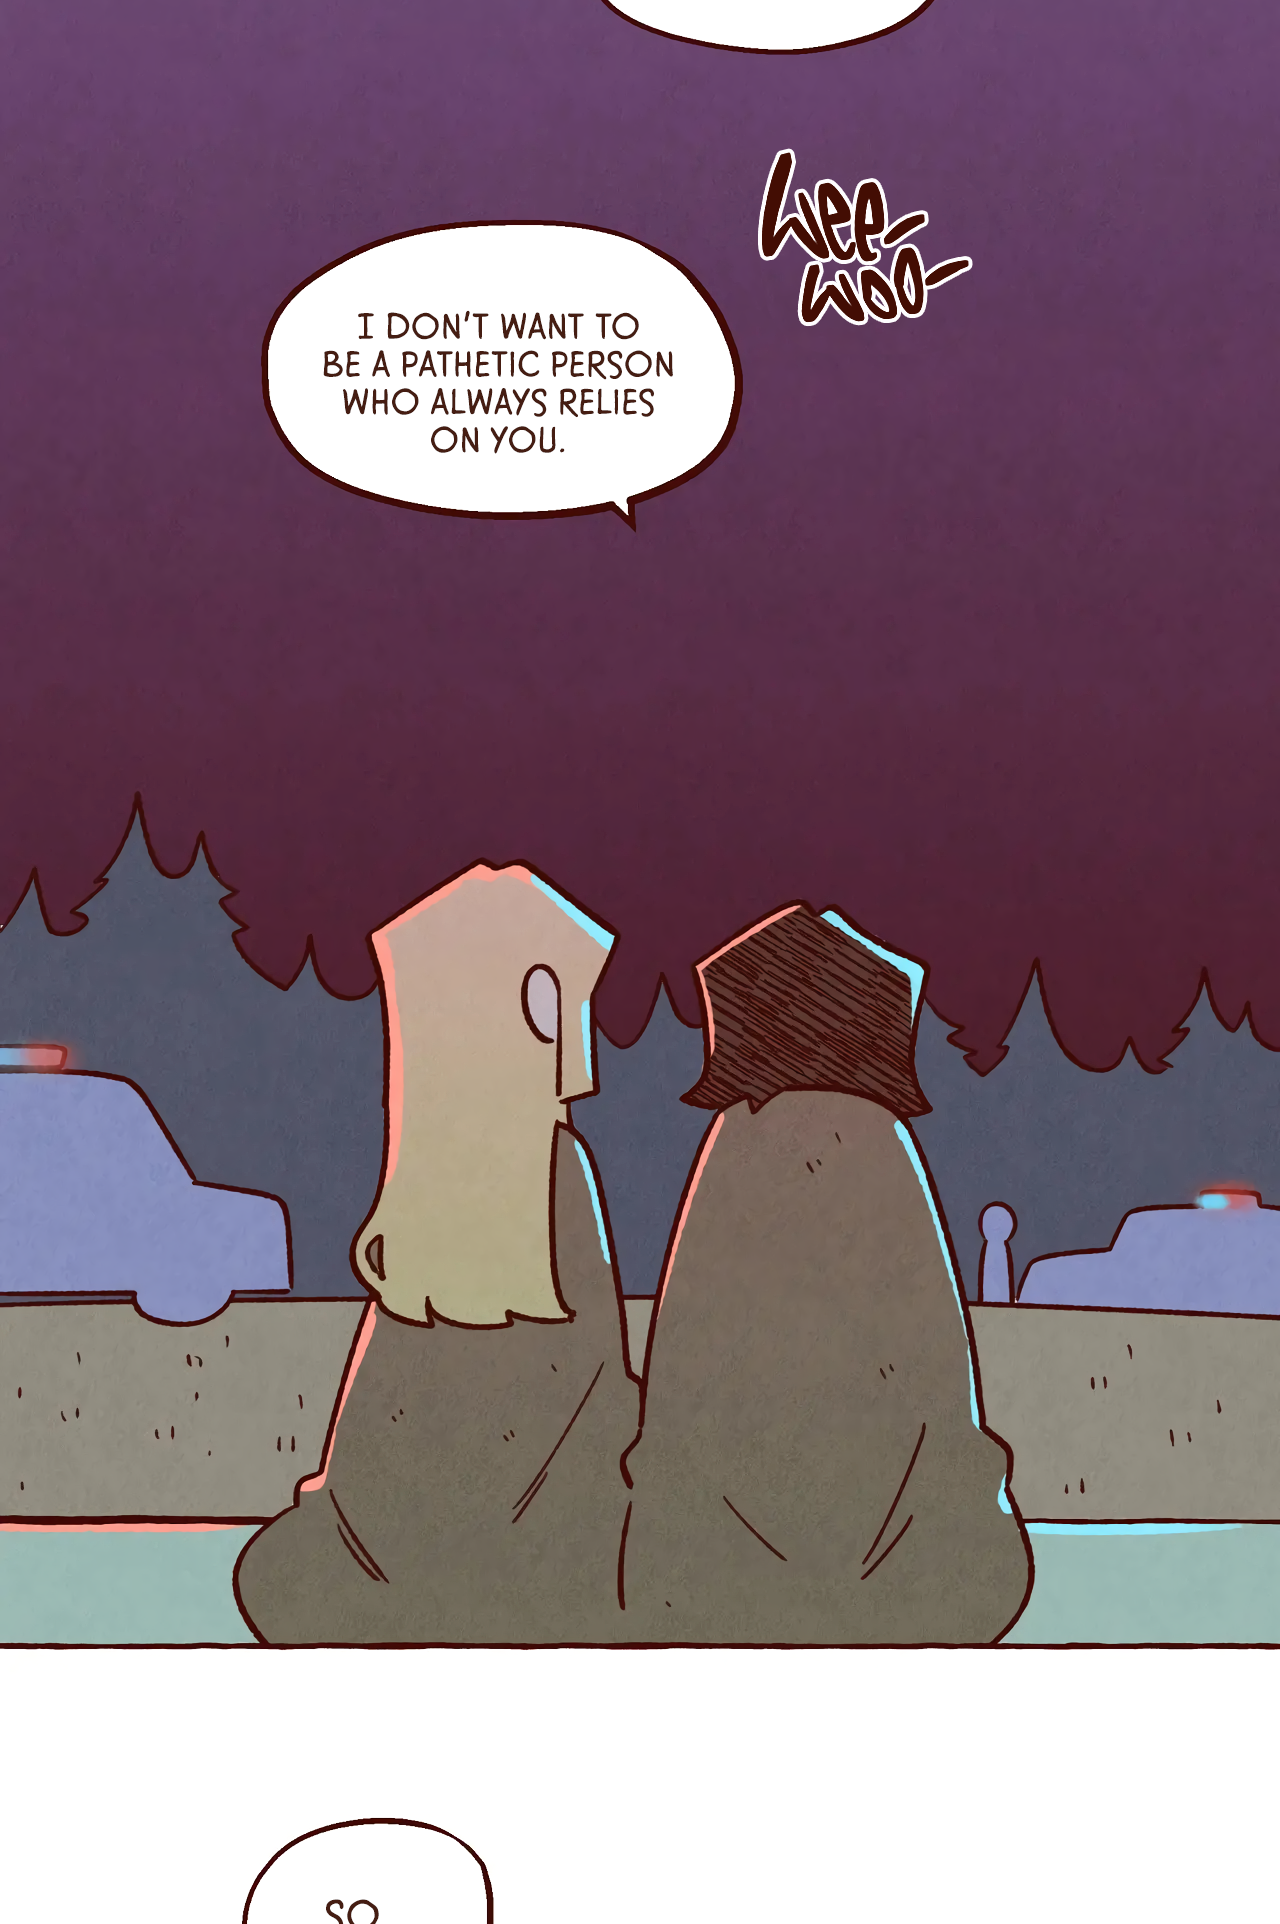 Wee-
woo-
I DON'T WANT TO
BE A PATHETIC PERSON
WHO ALWAYS RELIES
ON YOU.
SO